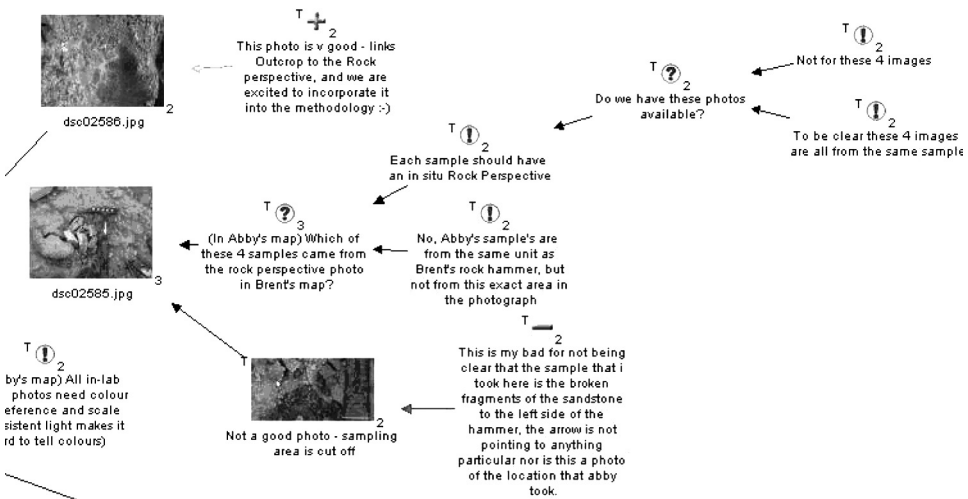 T
2
This photo is v good - links
Outcrop to the Rock
perspective, and we are
excited to incorporate it
into the methodology :-)
2
dsc02586.jpg
T
2
Not for these 4 images
T
2
Do we have these photos
available?
T
2
To be clear these 4 images
are all from the same sample
T
2
Each sample should have
an in situ Rock Perspective
3
dsc02585.jpg
T
3
(In Abby's map) Which of
these 4 samples came from
the rock perspective photo
in Brent's map?
T
2
No, Abby's sample's are
from the same unit as
Brent's rock hammer, but
not from this exact area in
the photograph
T
2
by's map) All in-lab
photos need colour
eference and scale
sistent light makes it
rd to tell colours)
T
2
Not a good photo - sampling
area is cut off
T
2
This is my bad for not being
clear that the sample that i
took here is the broken
fragments of the sandstone
to the left side of the
hammer, the arrow is not
pointing to anything
particular nor is this a photo
of the location that abby
took.